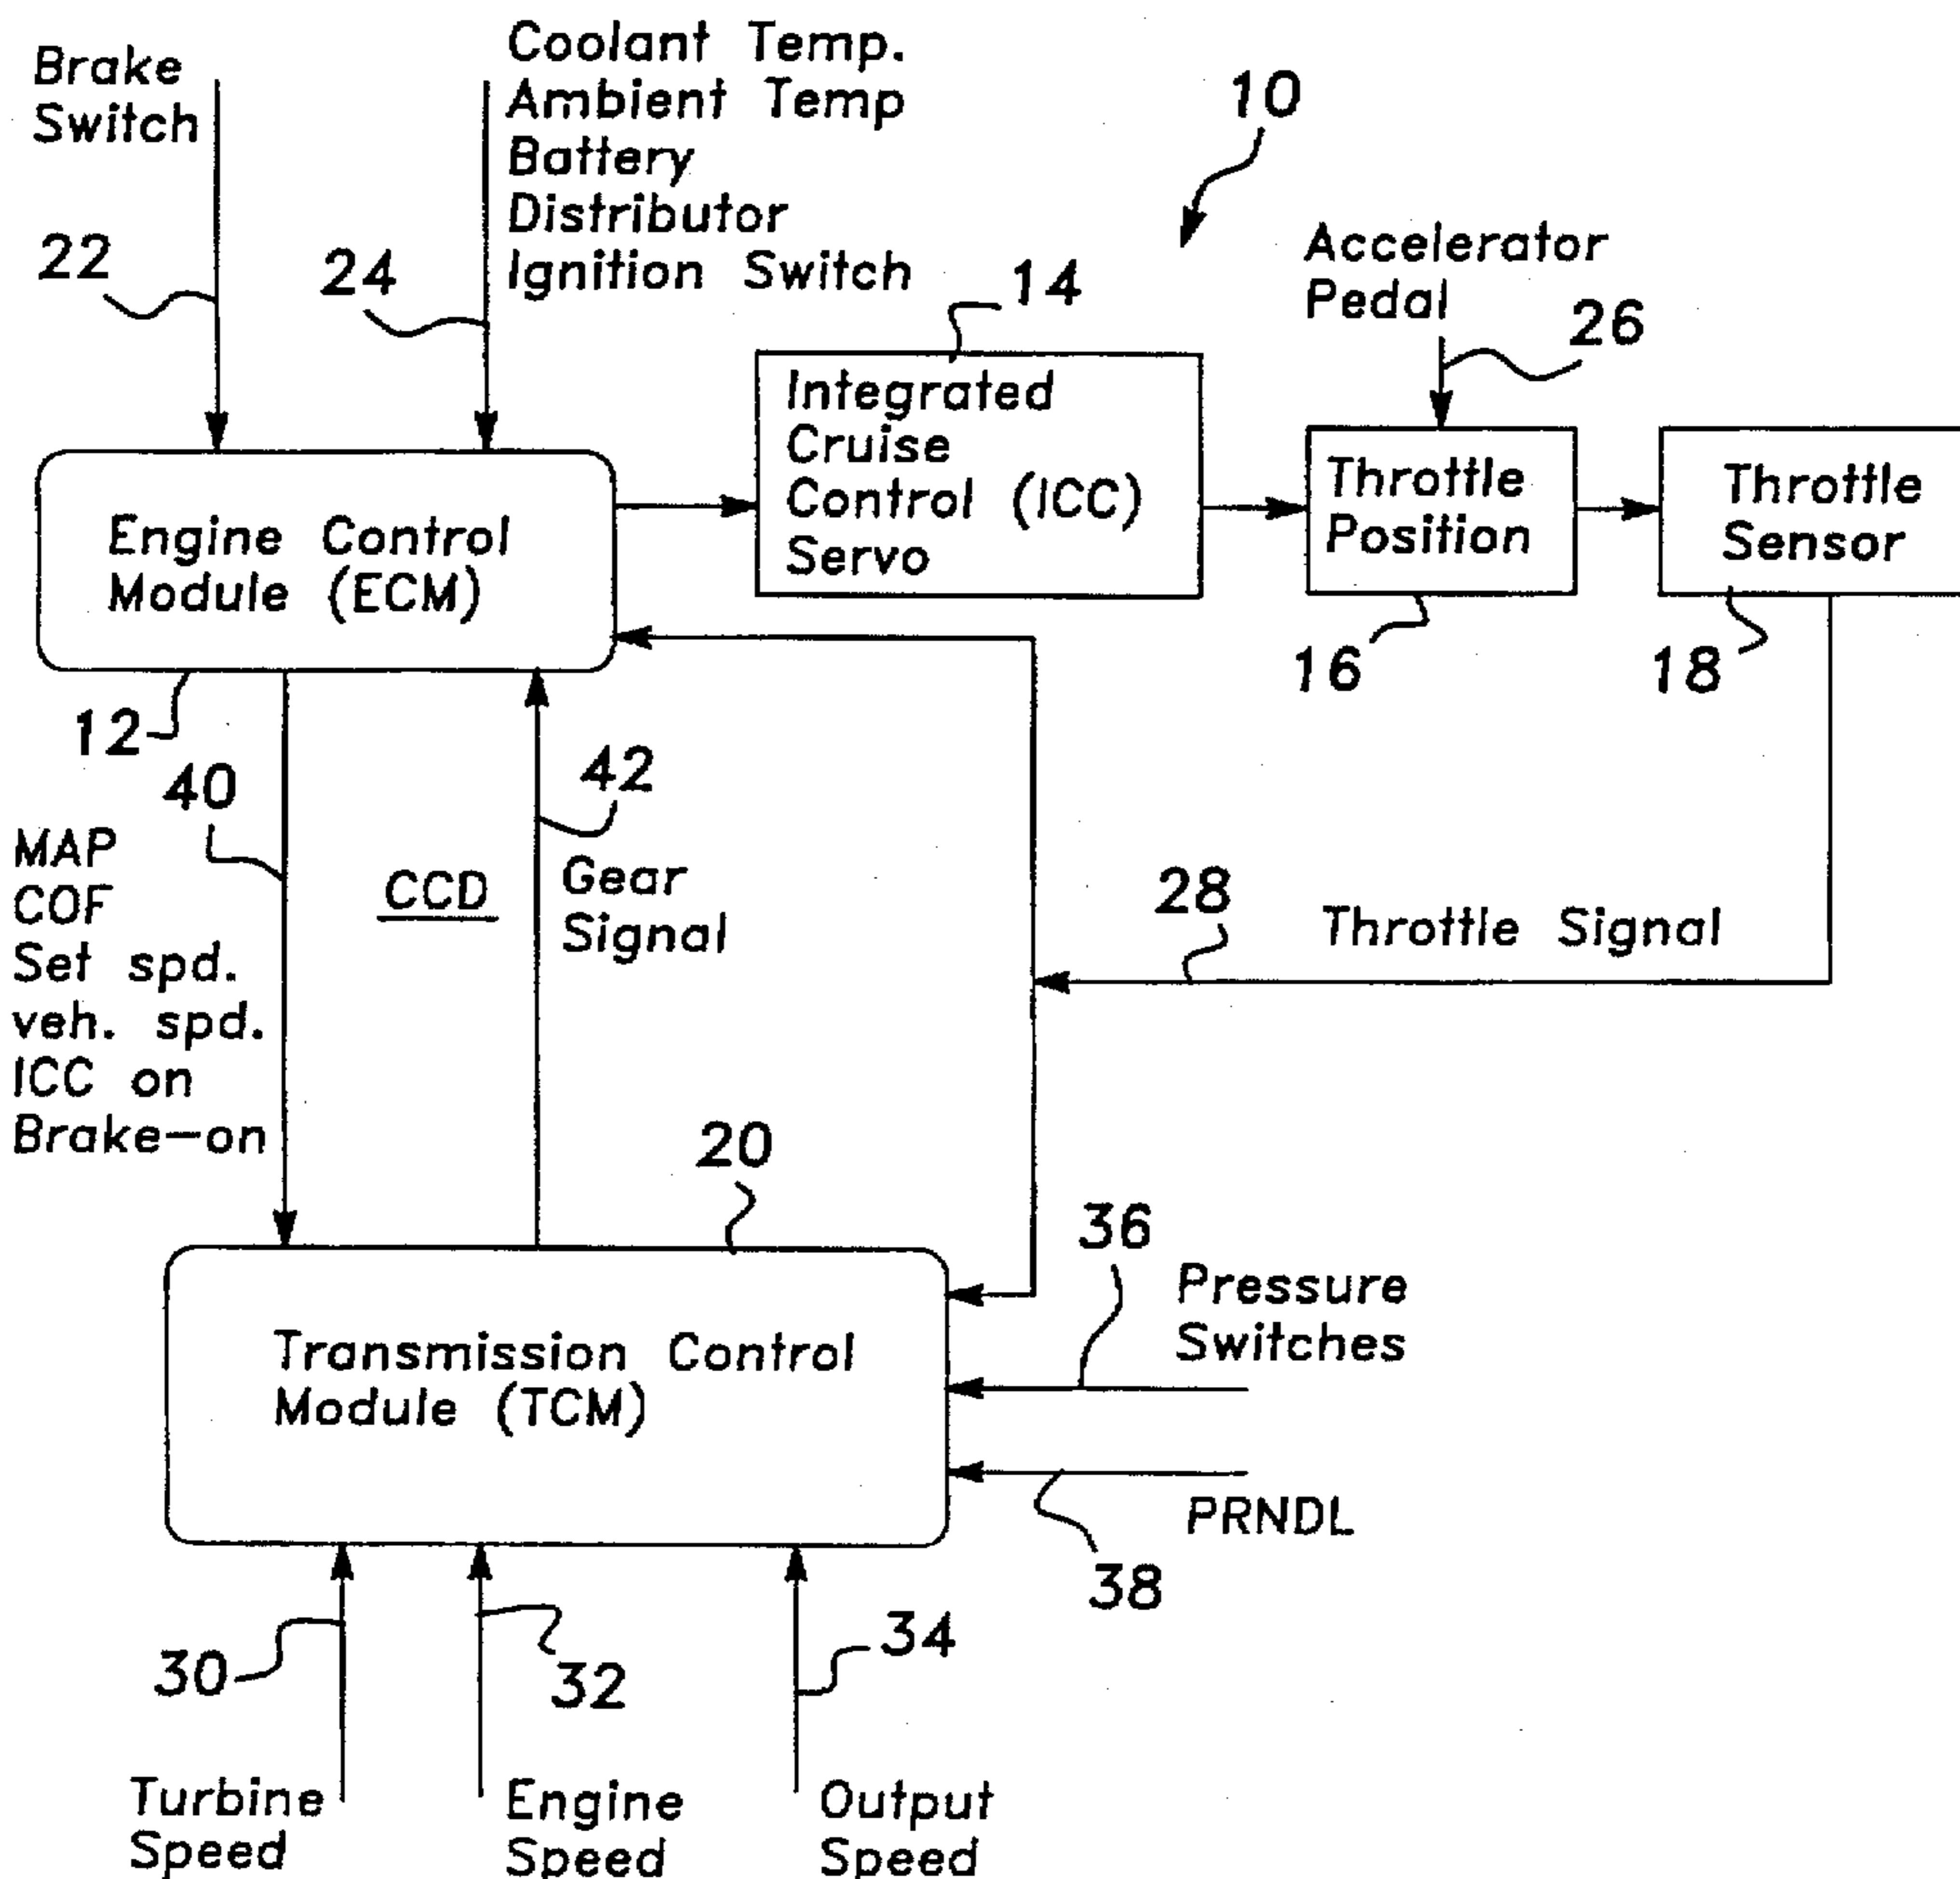 Brake
Switch
Coolant Temp.
Ambient Temp
Battery
Distributor
Ignition Switch
10
22
24
14
Accelerator
Pedal
26
Integrated
Cruise
Control (ICC)
Servo
Throttle
Position
Throttle
Sensor
Engine Control
Module (ECM)
16
18
12
40
42
MAP
COF
Set spd.
veh. spd.
ICC on
Brake-on
CCD
Gear
Signal
28
Throttle Signal
20
36
Pressure
Switches
Transmission Control
Module (TCM)
PRNDL
38
30
32
34
Turbine
Speed
Engine
Speed
Output
Speed